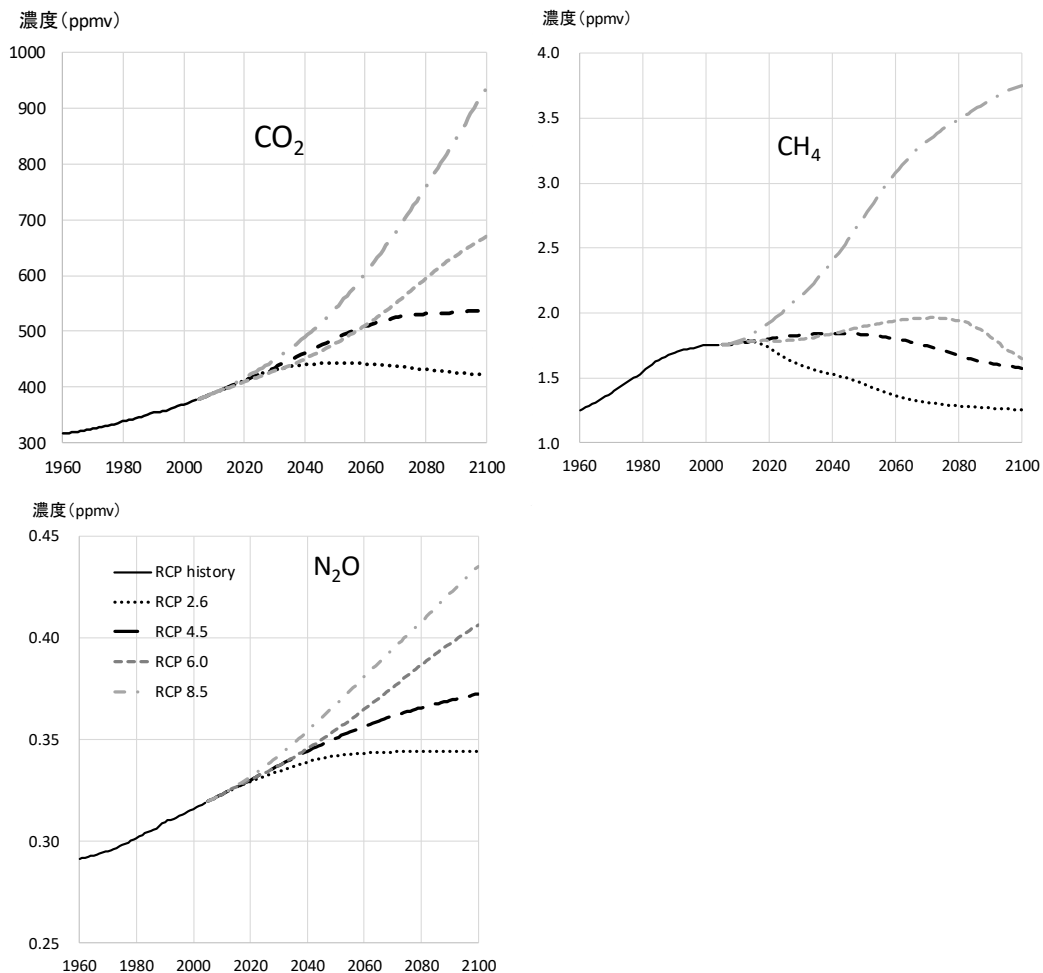 濃度(ppmv)
1000
900
800
700
600
500
400
300
CO₂
1960 1980 2000 2020 2040 2060 2080 2100
濃度(ppmv)
4.0
3.5
3.0
2.5
2.0
1.5
1.0
CH₄
1960 1980 2000 2020 2040 2060 2080 2100
濃度(ppmv)
0.45
0.40
0.35
0.30
0.25
N₂O
RCP history
RCP 2.6
RCP 4.5
RCP 6.0
RCP 8.5
1960 1980 2000 2020 2040 2060 2080 2100